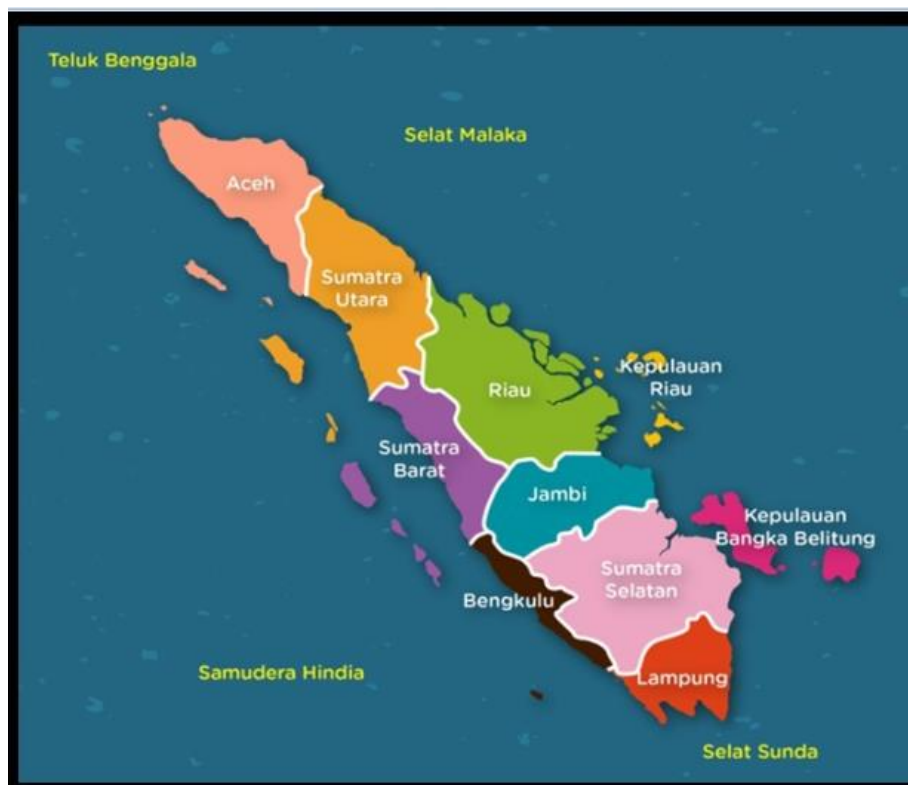 Teluk Benggala
Selat Malaka
Aceh
Sumatra
Utara
Kepulauan
Riau
Riau
Sumatra
Barat
Jambi
Kepulauan
Bangka Belitung
Sumatra
Selatan
Bengkulu
Samudera Hindia
Lampung
Selat Sunda